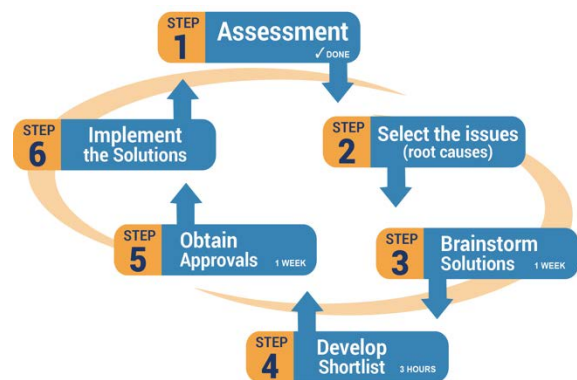 STEP
1
Assessment
✓ DONE
STEP
2
Select the issues
(root causes)
STEP
3
Brainstorm
Solutions 1 WEEK
STEP
4
Develop
Shortlist 3 HOURS
STEP
5
Obtain
Approvals 1 WEEK
STEP
6
Implement
the Solutions